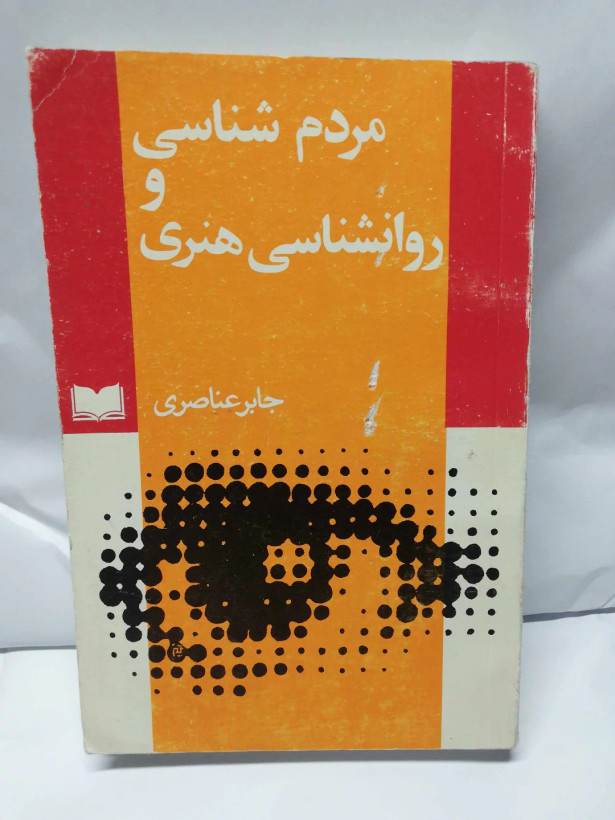 مردم شناسی
و
روانشناسی هنری
جابر عناصری